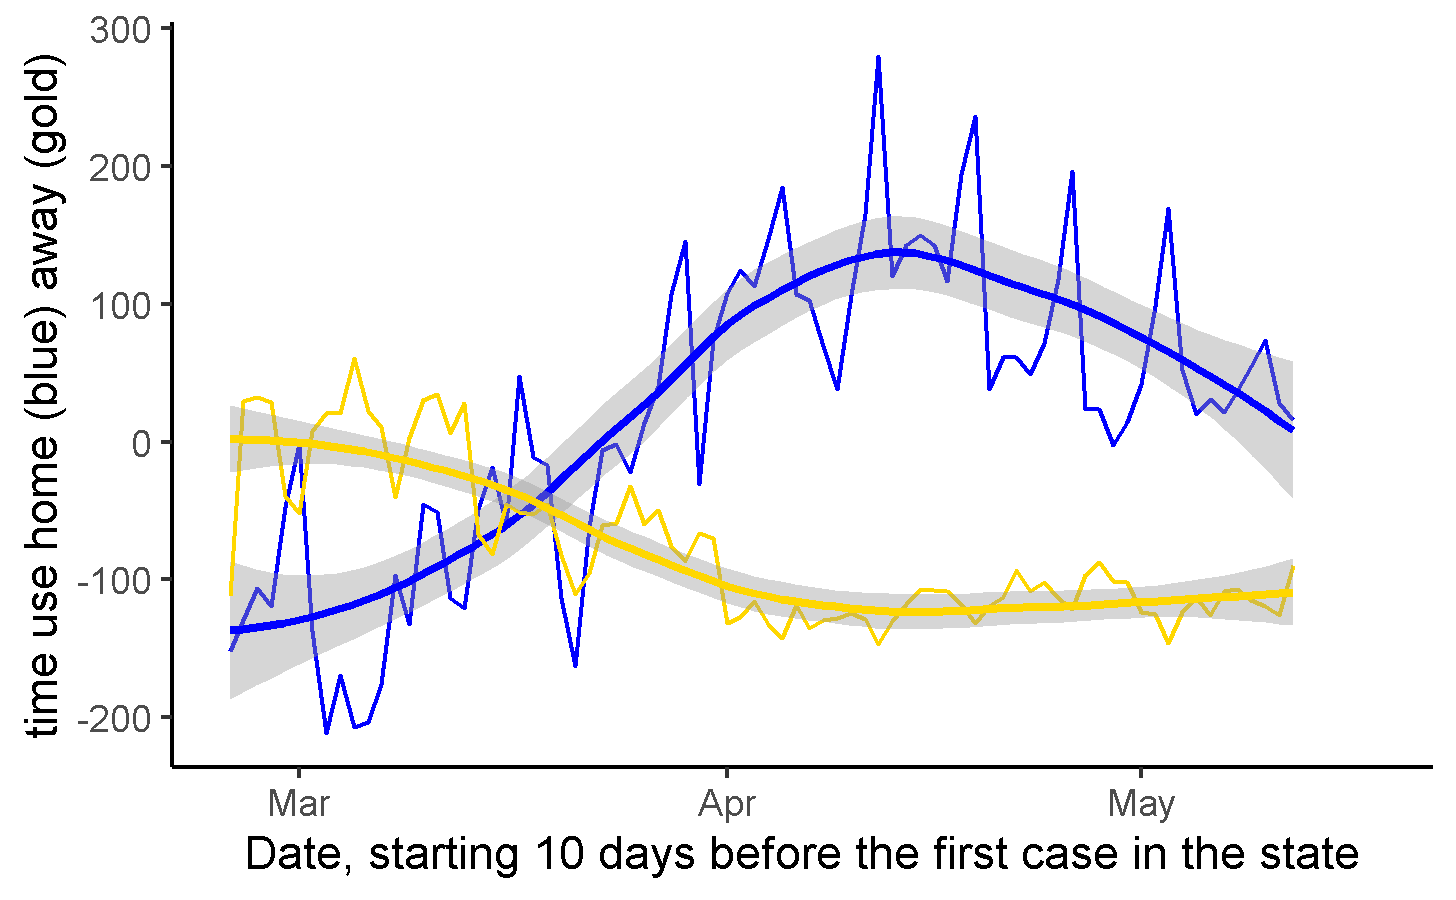 time use home (blue) away (gold)
300
200
100
0
-100
-200
Mar
Apr
May
Date, starting 10 days before the first case in the state